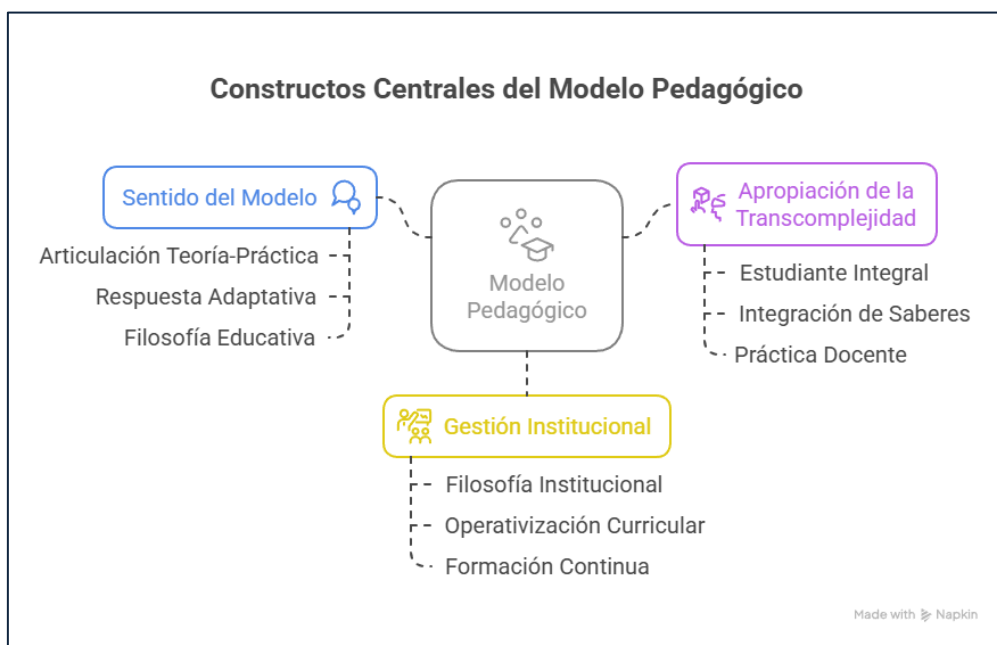 Constructos Centrales del Modelo Pedagógico
Sentido del Modelo
Articulación Teoría-Práctica
Respuesta Adaptativa
Filosofía Educativa
Modelo
Pedagógico
Apropiación de la
Transcomplejidad
Estudiante Integral
Integración de Saberes
Práctica Docente
Gestión Institucional
Filosofía Institucional
Operativización Curricular
Formación Continua
Made with Napkin